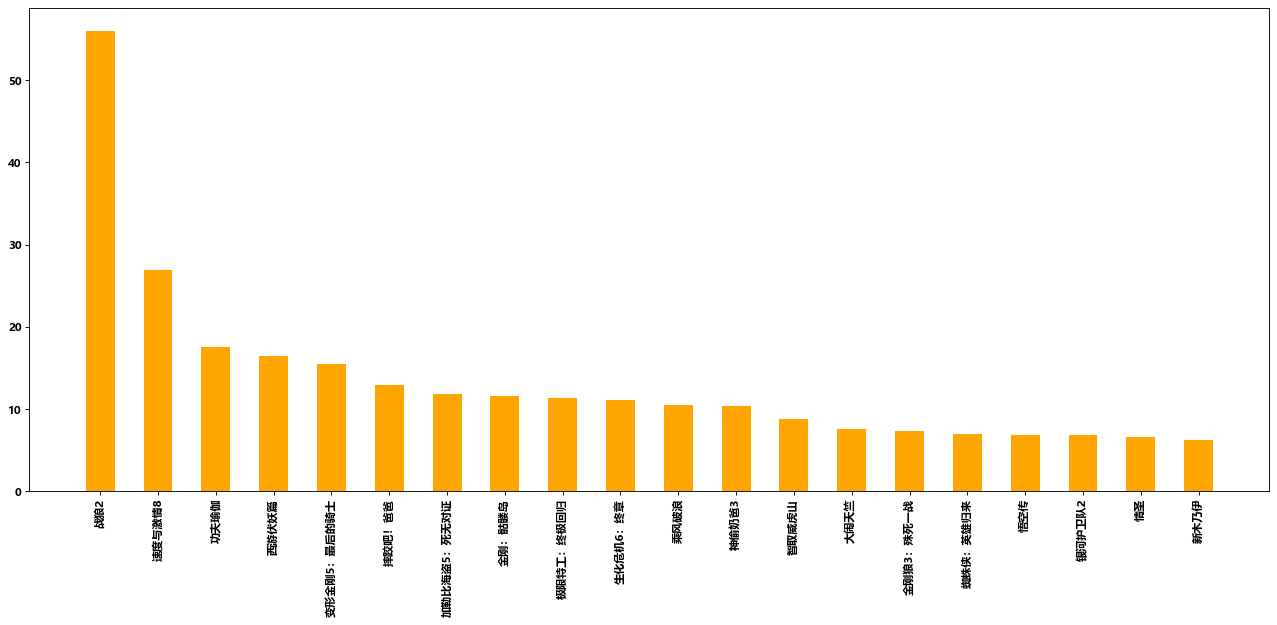 50
40
30
20
10
0
战狼2
速度与激情8
功夫瑜伽
西游伏妖篇
变形金刚5：最后的骑士
摔跤吧！爸爸
加勒比海盗5：死无对证
金刚：骷髅岛
极限特工：终极回归
生化危机6：终章
乘风破浪
神偷奶爸3
智取威虎山
大闹天竺
金刚狼3：殊死一战
蜘蛛侠：英雄归来
悟空传
银河护卫队2
情圣
新木乃伊